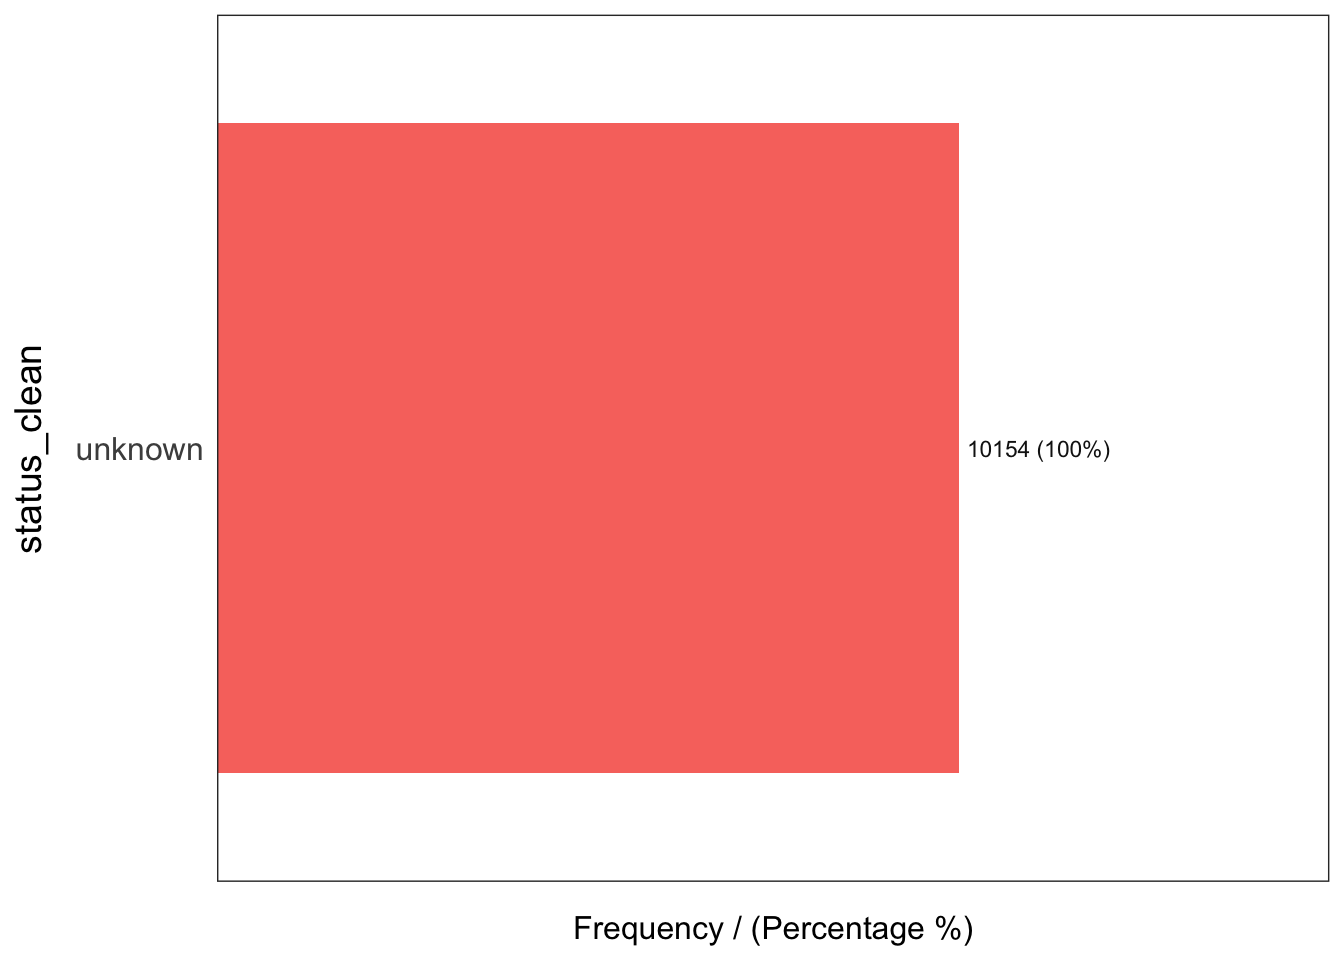 status_clean
unknown
10154 (100%)
Frequency / (Percentage %)